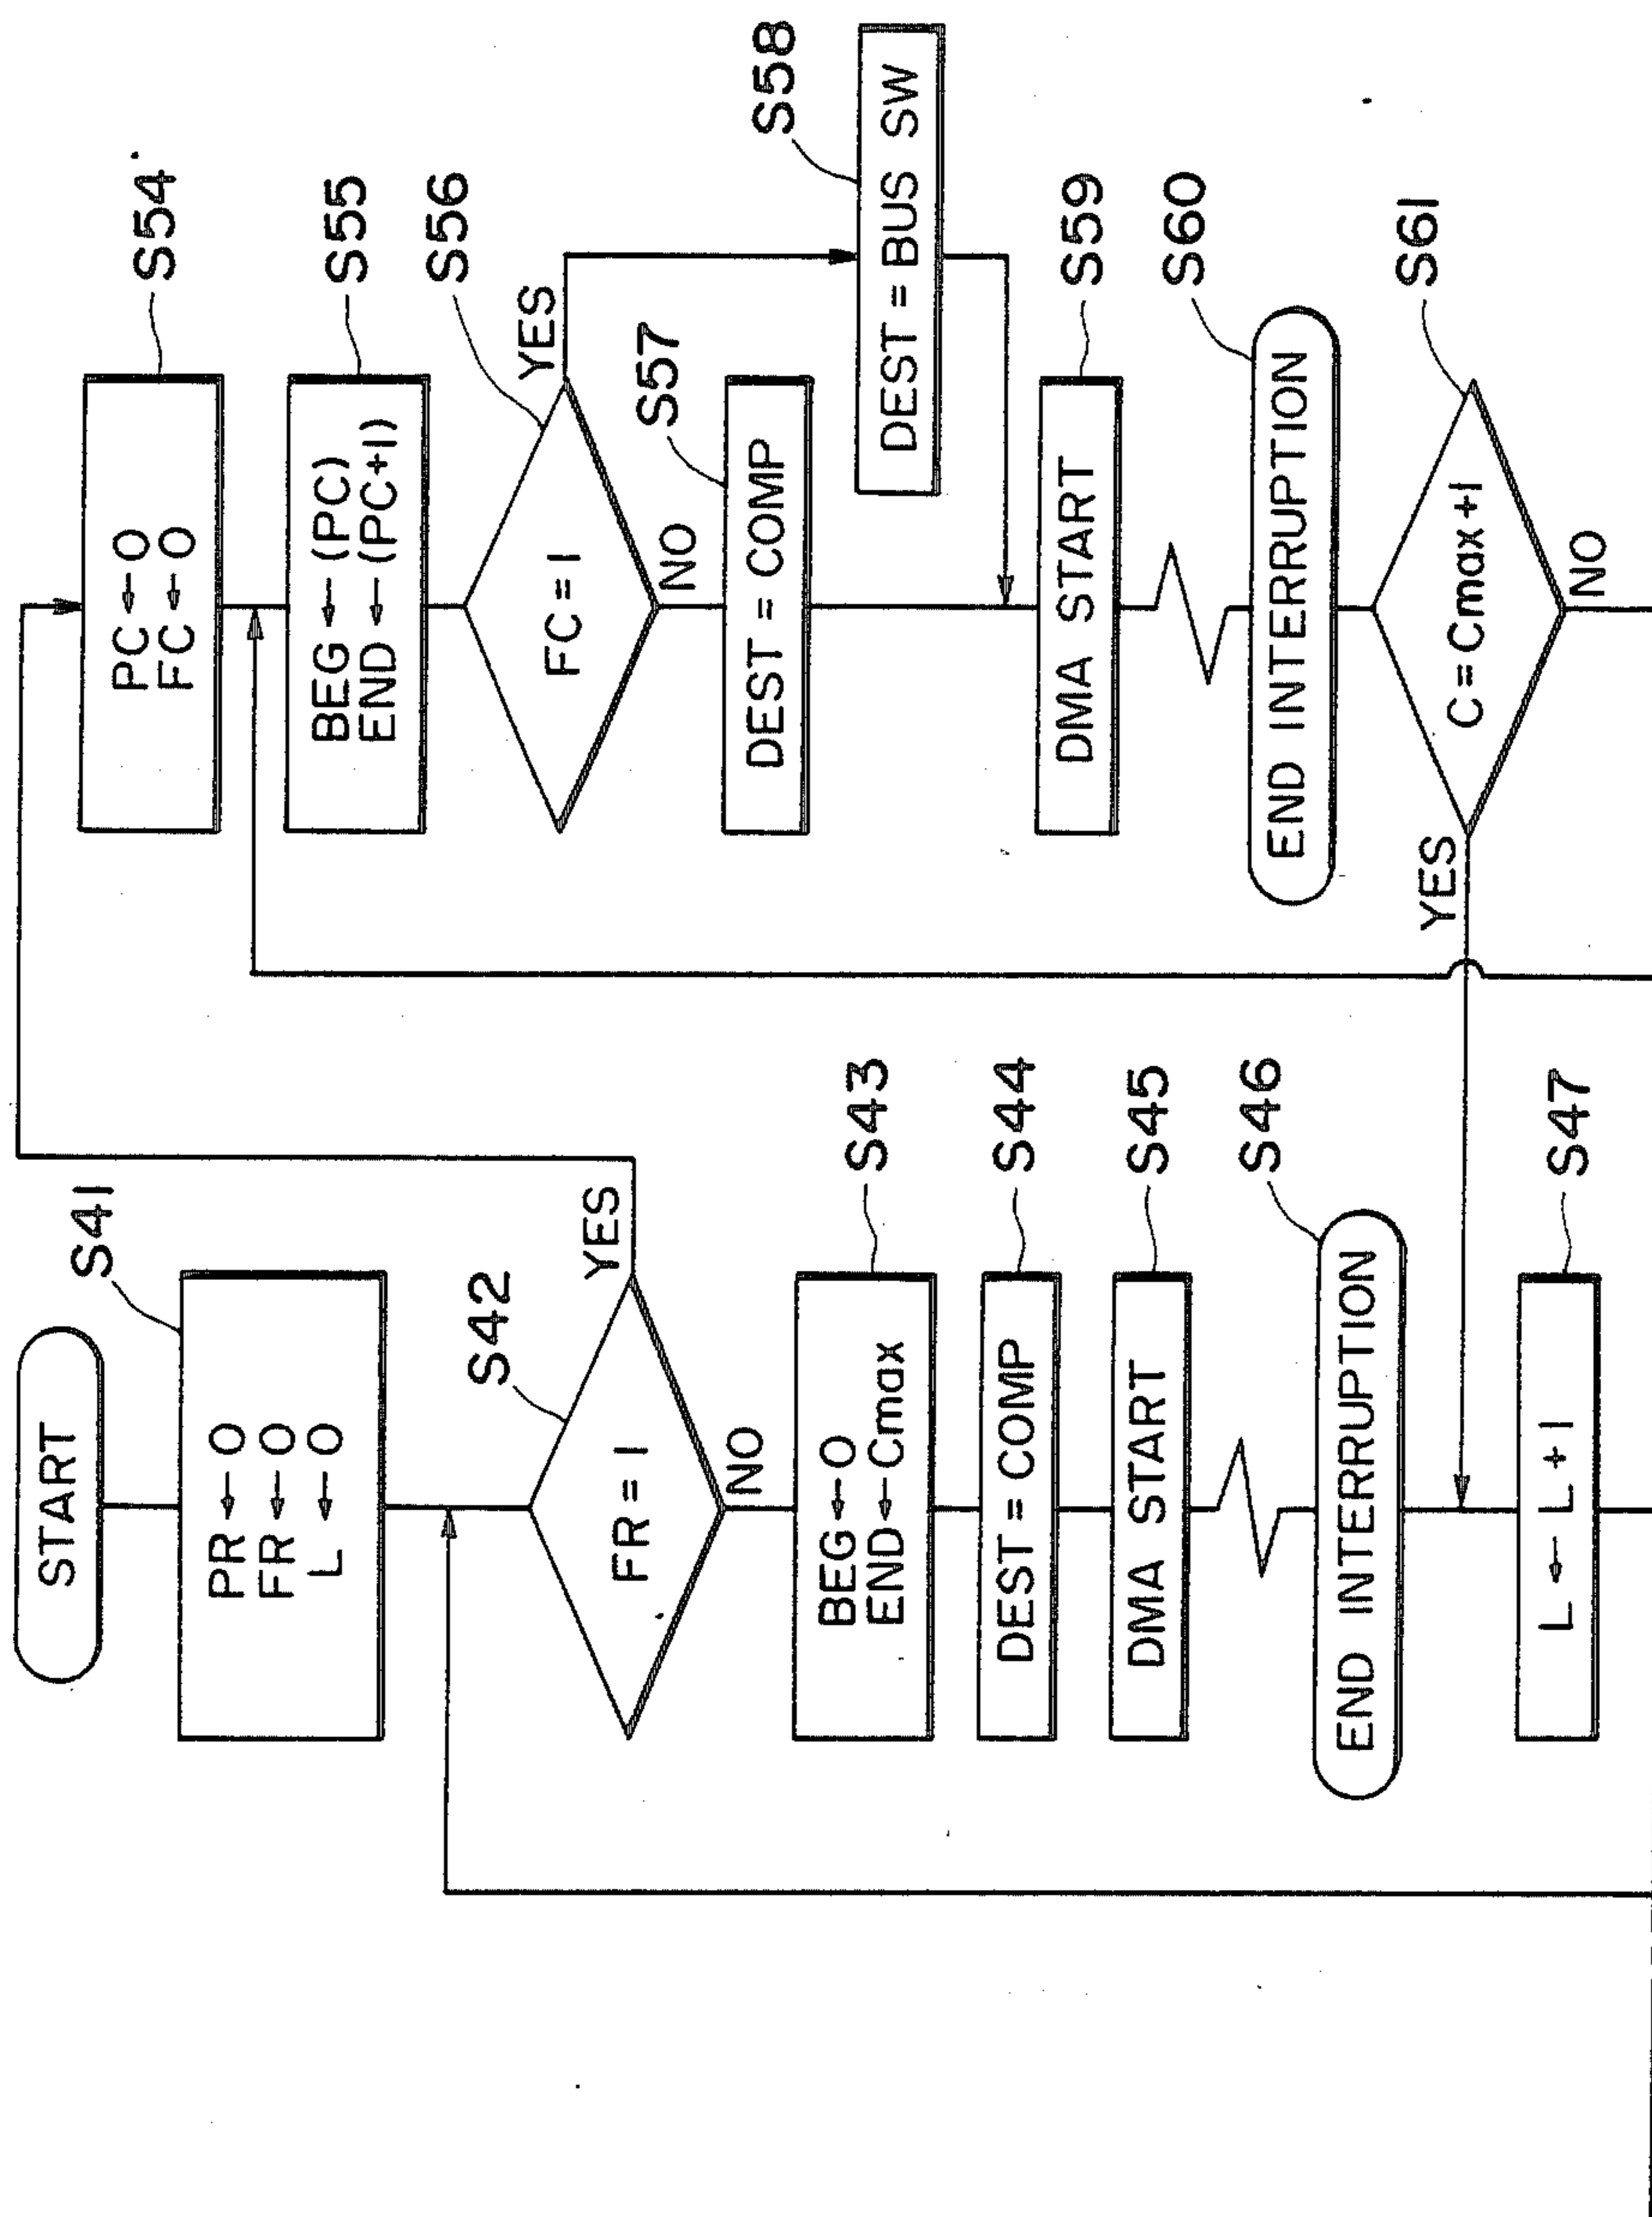 START
S41
PR ← 0
FR ← 0
L ← 0
S42
FR = 1
YES
NO
S43
BEG ← 0
END ← Cmax
S44
DEST = COMP
S45
DMA START
S46
END INTERRUPTION
S47
L ← L + 1
S54
PC ← 0
FC ← 0
S55
BEG ← (PC)
END ← (PC+1)
S56
FC = 1
YES
NO
S57
DEST = COMP
S58
DEST = BUS SW
S59
DMA START
S60
END INTERRUPTION
S61
C = Cmax + 1
YES
NO